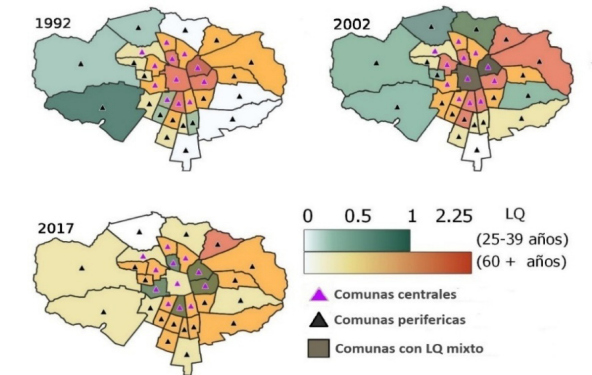 1992
2002
2017
0 0.5 1 2.25 LQ
(25-39 años)
(60 + años)
Comunas centrales
Comunas perifericas
Comunas con LQ mixto